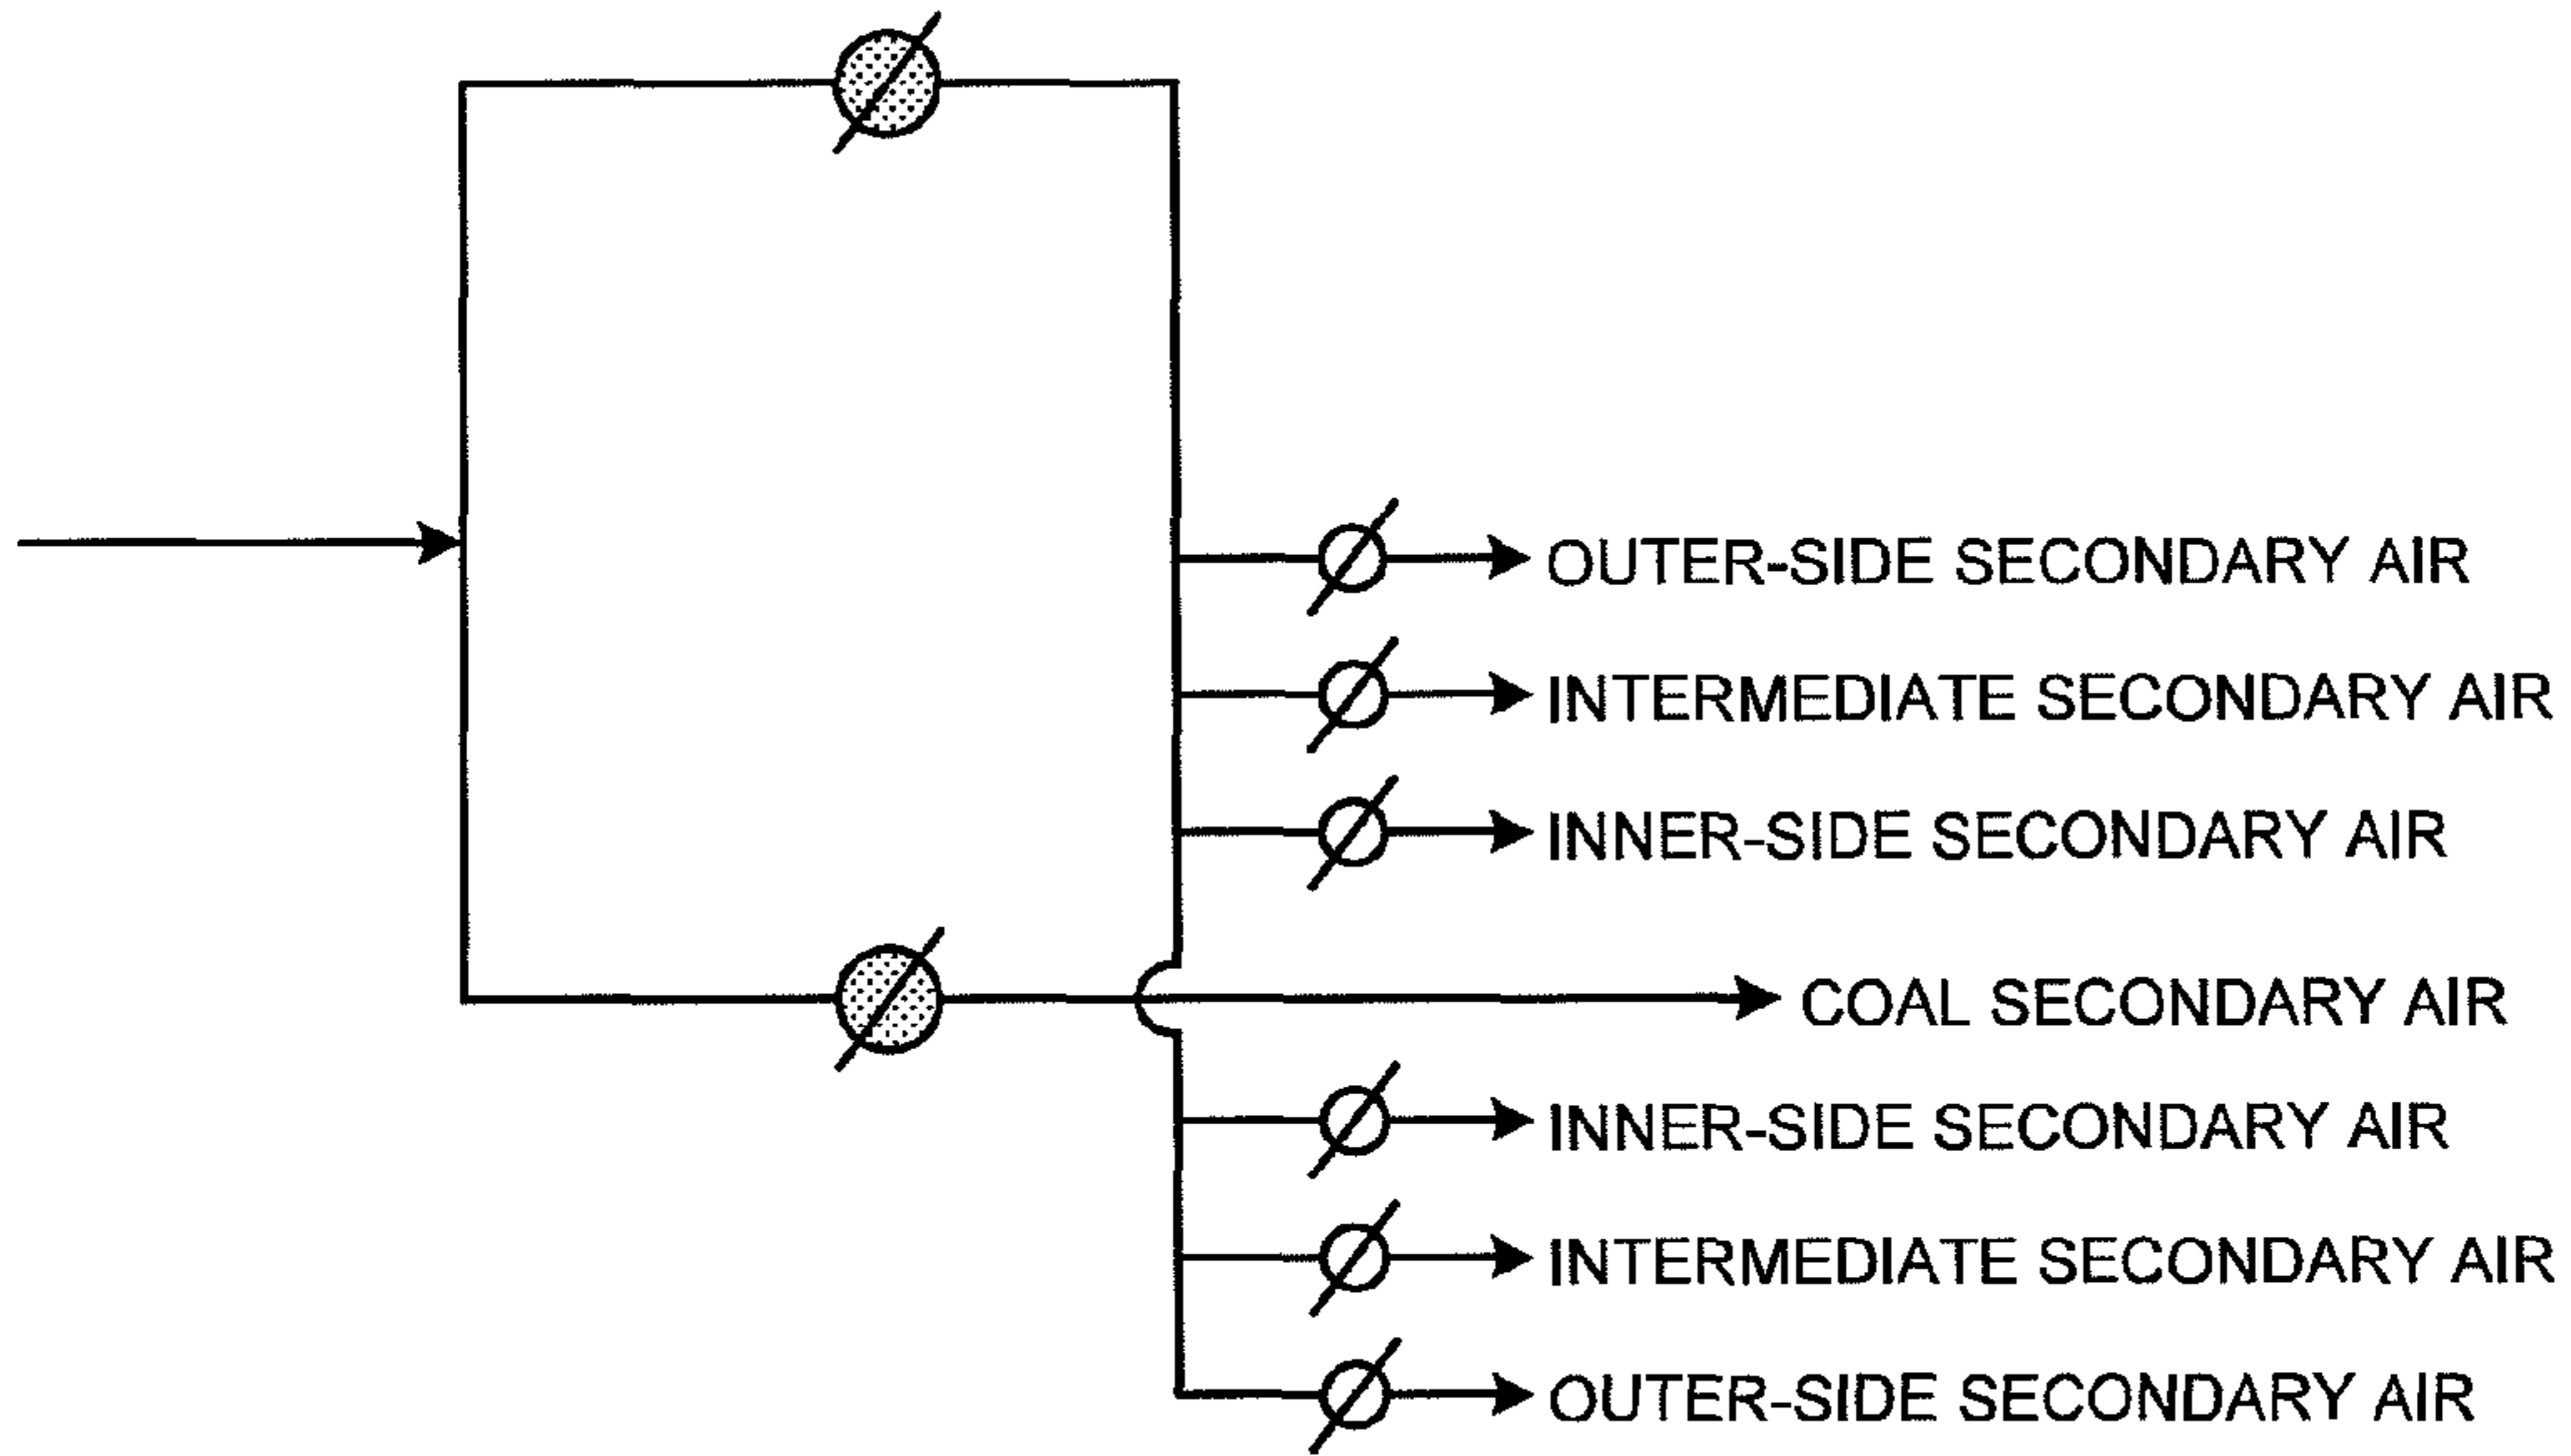 OUTER-SIDE SECONDARY AIR
INTERMEDIATE SECONDARY AIR
INNER-SIDE SECONDARY AIR
COAL SECONDARY AIR
INNER-SIDE SECONDARY AIR
INTERMEDIATE SECONDARY AIR
OUTER-SIDE SECONDARY AIR